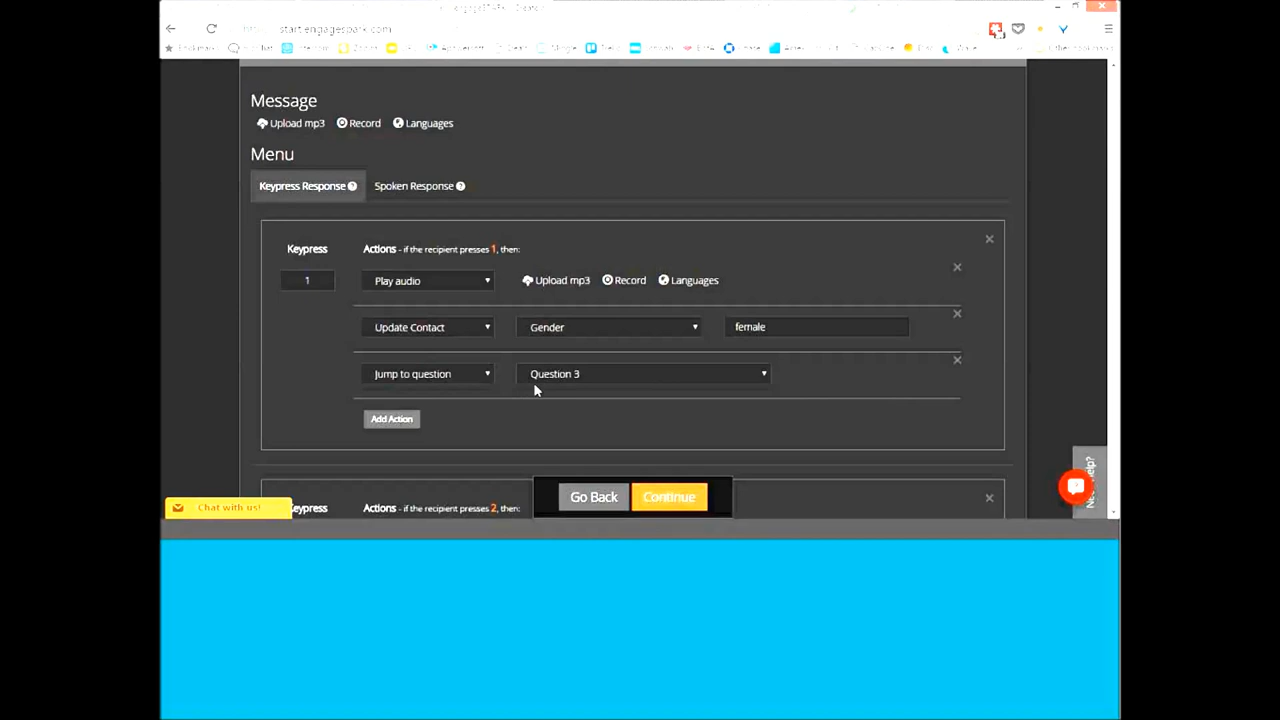 start.engagespark.com
Message
Upload mp3 Record Languages
Menu
Keypress Response Spoken Response
Keypress Actions - if the recipient presses 1, then:
1 Play audio Upload mp3 Record Languages
Update Contact Gender female
Jump to question Question 3
Add Action
Go Back Continue
Chat with us! Keypress Actions - if the recipient presses 2, then: